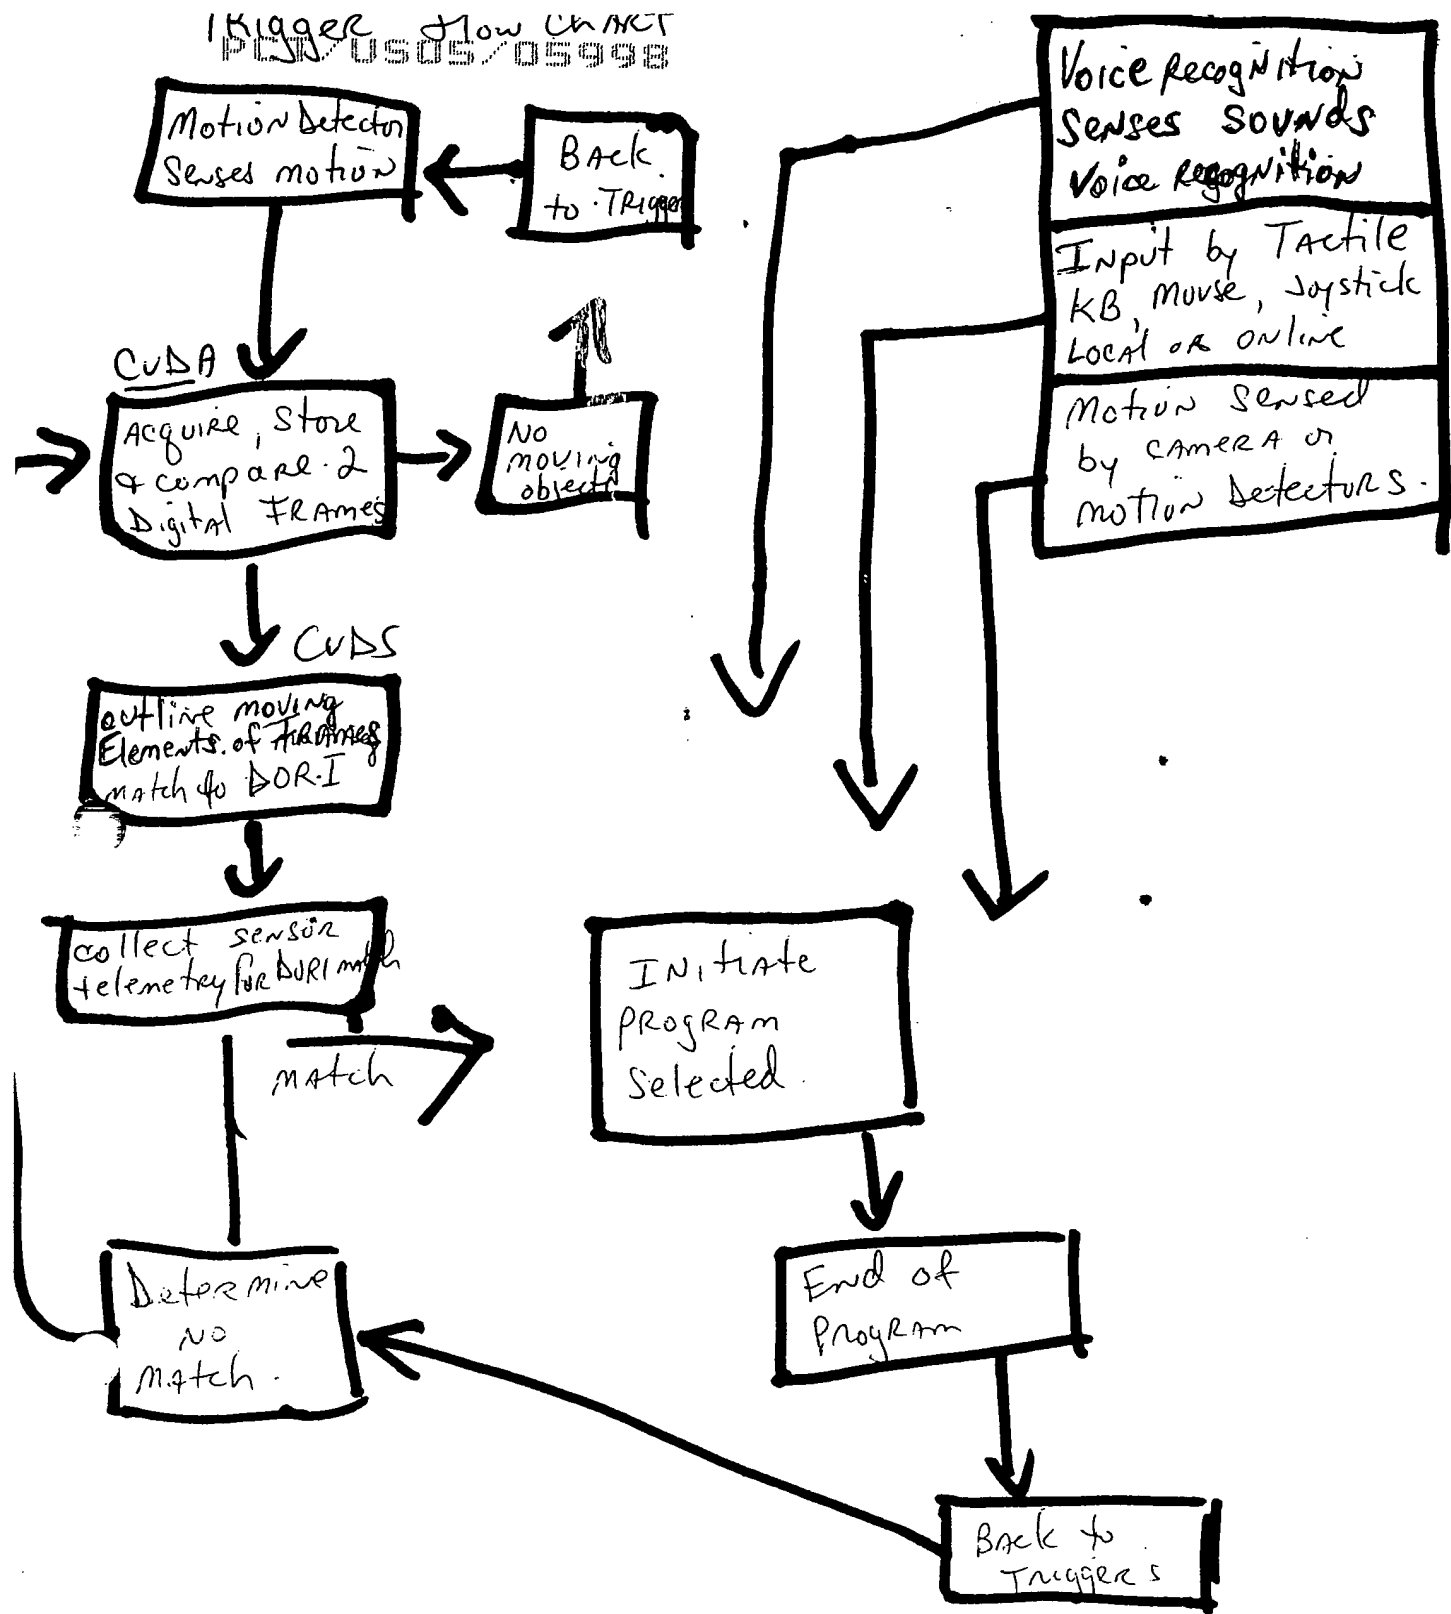 TRIGGER Flow CHART
PCT/US05/05998
Motion Detector
Senses motion
BACK
to TRigger
CUDA
Acquire, Store
& compare 2
Digital FRAMES
NO
moving
objects
CUDS
outline moving
Elements of FRAMES
match to DOR-I
collect sensor
telemetry for DORI match
match
Determine
NO
match.
Voice Recognition
Senses sounds
Voice Recognition
Input by Tactile
KB, mouse, Joystick
Local or online
Motion Sensed
by CAMERA or
motion Detectors.
Initiate
PROGRAM
Selected.
End of
Program
Back to
Triggers